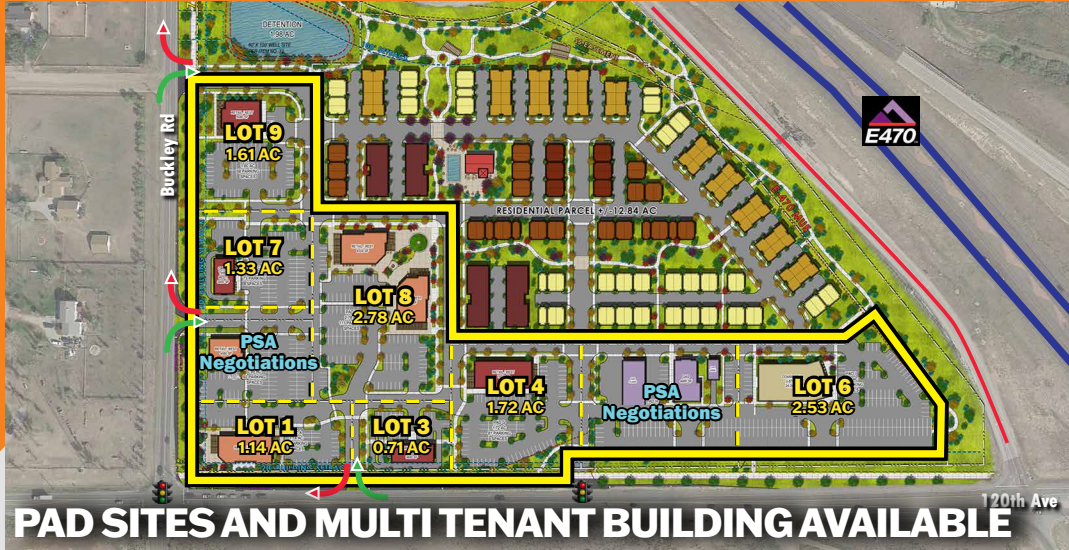 DETENTION
1.98 AC
E470
Buckley Rd
LOT 9
1.61 AC
RESIDENTIAL PARCEL +/-12.84 AC
LOT 7
1.33 AC
LOT 8
2.78 AC
PSA
Negotiations
LOT 4
1.72 AC
PSA
Negotiations
LOT 6
2.53 AC
LOT 1
1.14 AC
LOT 3
0.71 AC
120th Ave
PAD SITES AND MULTI TENANT BUILDING AVAILABLE